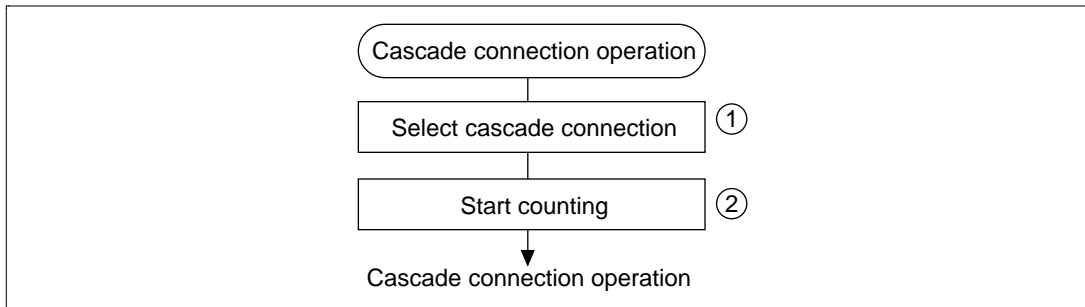 Cascade connection operation
Select cascade connection ①
Start counting ②
Cascade connection operation